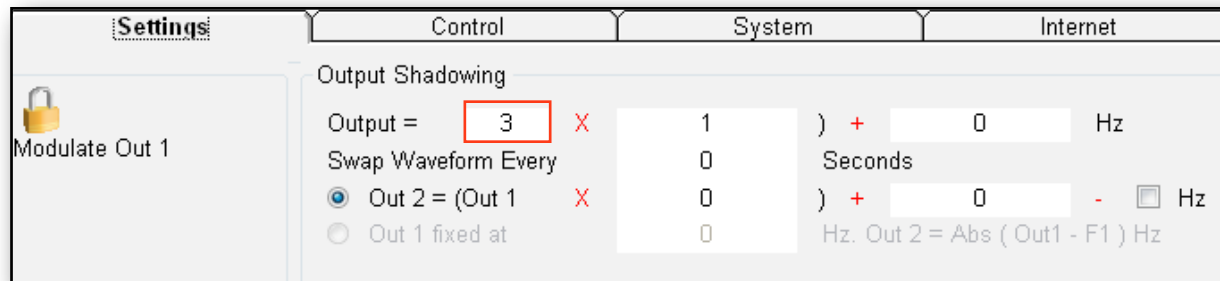 Settings Control System Internet
Output Shadowing
Modulate Out 1
Output = 3 X 1 ) + 0 Hz
Swap Waveform Every 0 Seconds
Out 2 = (Out 1 X 0 ) + 0 - Hz
Out 1 fixed at 0 Hz. Out 2 = Abs ( Out1 - F1 ) Hz